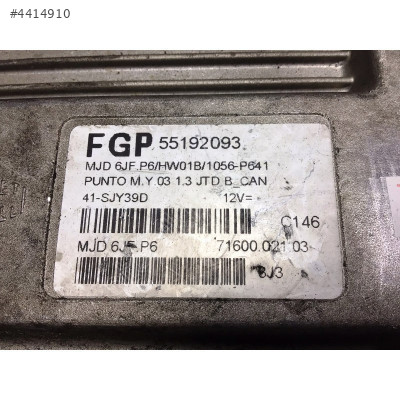 #4414910
FGP 55192093
MJD 6JF.P6/HW01B/1056-P641
PUNTO M.Y.03 1.3 JTD B_CAN
41-SJY39D 12V=
C146
MJD 6JF.P6 71600.021.03